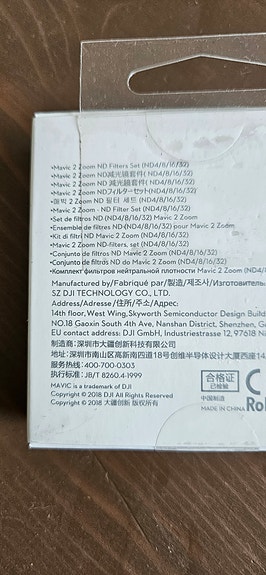 •Mavic 2 Zoom ND Filters Set (ND4/8/16/32)
•Mavic 2 Zoom ND减光镜套件(ND4/8/16/32)
•Mavic 2 Zoom ND 減光鏡套件(ND4/8/16/32)
•Mavic 2 Zoom NDフィルターセット(ND4/8/16/32)
•매빅 2 Zoom ND 필터 세트 (ND4/8/16/32)
•Mavic 2 Zoom - ND Filter Set (ND4/8/16/32)
•Set de filtros ND(ND4/8/16/32) Mavic 2 Zoom
•Ensemble de filtres ND(ND4/8/16/32) pour Mavic 2 Zoom
•Kit di filtri ND (ND4/8/16/32) Mavic 2 Zoom
•Mavic 2 Zoom ND-filters, set (ND4/8/16/32)
•Conjunto de filtros ND do Mavic 2 Zoom (ND4/8/16/32)
•Conjunto de filtros ND do Mavic 2 Zoom (ND4/8/16/32)
•Комплект фильтров нейтральной плотности Mavic 2 Zoom (ND4/8/16/32)
Manufactured by/Fabriqué par/製造/제조사/Изготовитель
SZ DJI TECHNOLOGY CO., LTD.
Address/Adresse/住所/주소/Адрес:
14th floor, West Wing, Skyworth Semiconductor Design Buil
NO.18 Gaoxin South 4th Ave, Nanshan District, Shenzhen, Gu
EU contact address: DJI GmbH, Industriestrasse 12, 97618 Ni
制造商: 深圳市大疆创新科技有限公司
地址: 深圳市南山区高新南四道18号创维半导体设计大厦西座14
服务热线: 400-700-0303
执行标准: JB/T 8260.4-1999
MAVIC is a trademark of DJI
Copyright © 2018 DJI All Rights Reserved
Copyright © 2018 大疆创新 版权所有
合格证
已检验
中国制造
MADE IN CHINA
C
RoH